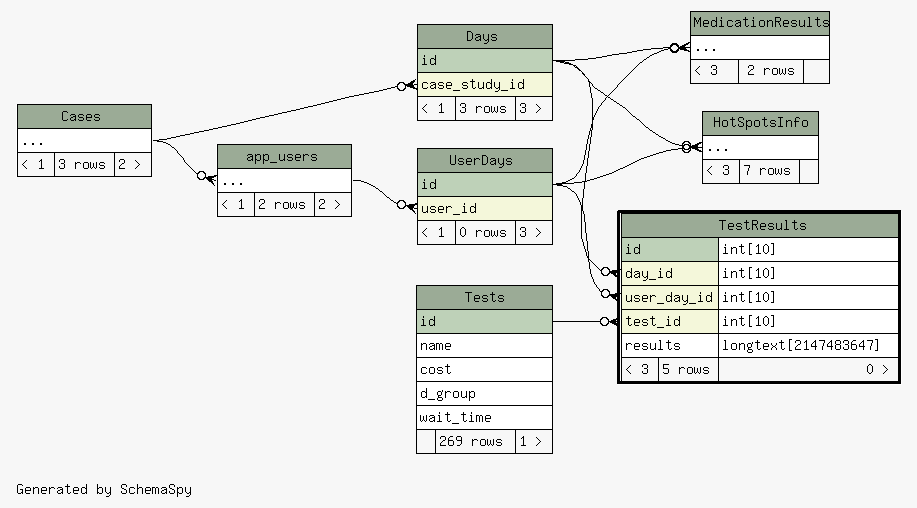 Cases
...
< 1 3 rows 2 >
app_users
...
< 1 2 rows 2 >
Days
id
case_study_id
< 1 3 rows 3 >
UserDays
id
user_id
< 1 0 rows 3 >
Tests
id
name
cost
d_group
wait_time
269 rows 1 >
MedicationResults
...
< 3 2 rows
HotSpotsInfo
...
< 3 7 rows
TestResults
id int[10]
day_id int[10]
user_day_id int[10]
test_id int[10]
results longtext[2147483647]
< 3 5 rows 0 >
Generated by SchemaSpy